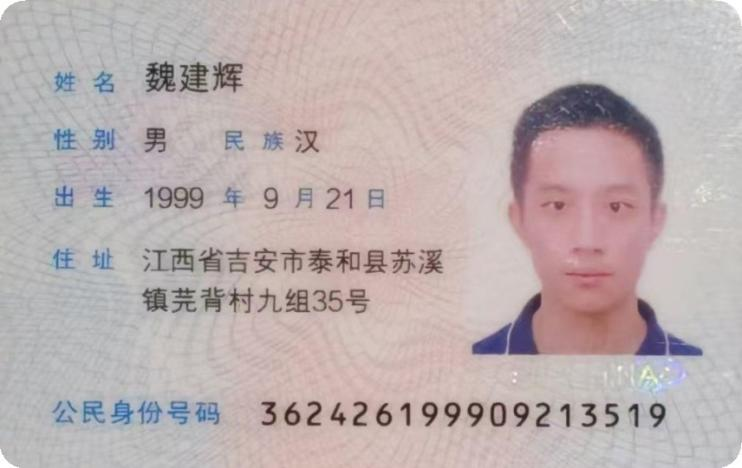 姓名 魏建辉
性别 男 民族 汉
出生 1999 年 9 月 21 日
住址 江西省吉安市泰和县苏溪
镇芫背村九组35号
公民身份号码 362426199909213519